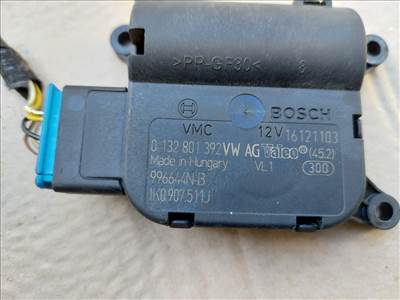 >PP-GF30< 8
BOSCH
VMC 12V 16121103
0 132 801 392 VW AG Valeo® (45.2)
Made in Hungary VL1 300
996644N-B
1K0.907.511J